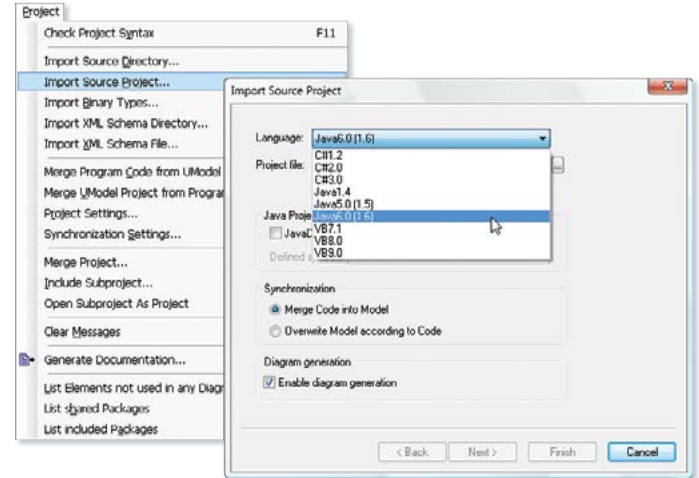 Project
Check Project Syntax F11
Import Source Directory...
Import Source Project...
Import Binary Types...
Import XML Schema Directory...
Import XML Schema File...
Merge Program Code from UModel
Merge UModel Project from Progra
Project Settings...
Synchronization Settings...
Merge Project...
Include Subproject...
Open Subproject As Project
Clear Messages
Generate Documentation...
List Elements not used in any Diagr
List shared Packages
List included Packages
Import Source Project
Language: Java6.0 (1.6)
C#1.2
Project file: C#2.0 ...
C#3.0
Java1.4
Java5.0 (1.5)
Java Proje Java6.0 (1.6)
JavaD VB7.1
VB8.0
Defined VB9.0
Synchronization
Merge Code into Model
Overwrite Model according to Code
Diagram generation
Enable diagram generation
< Back Next > Finish Cancel